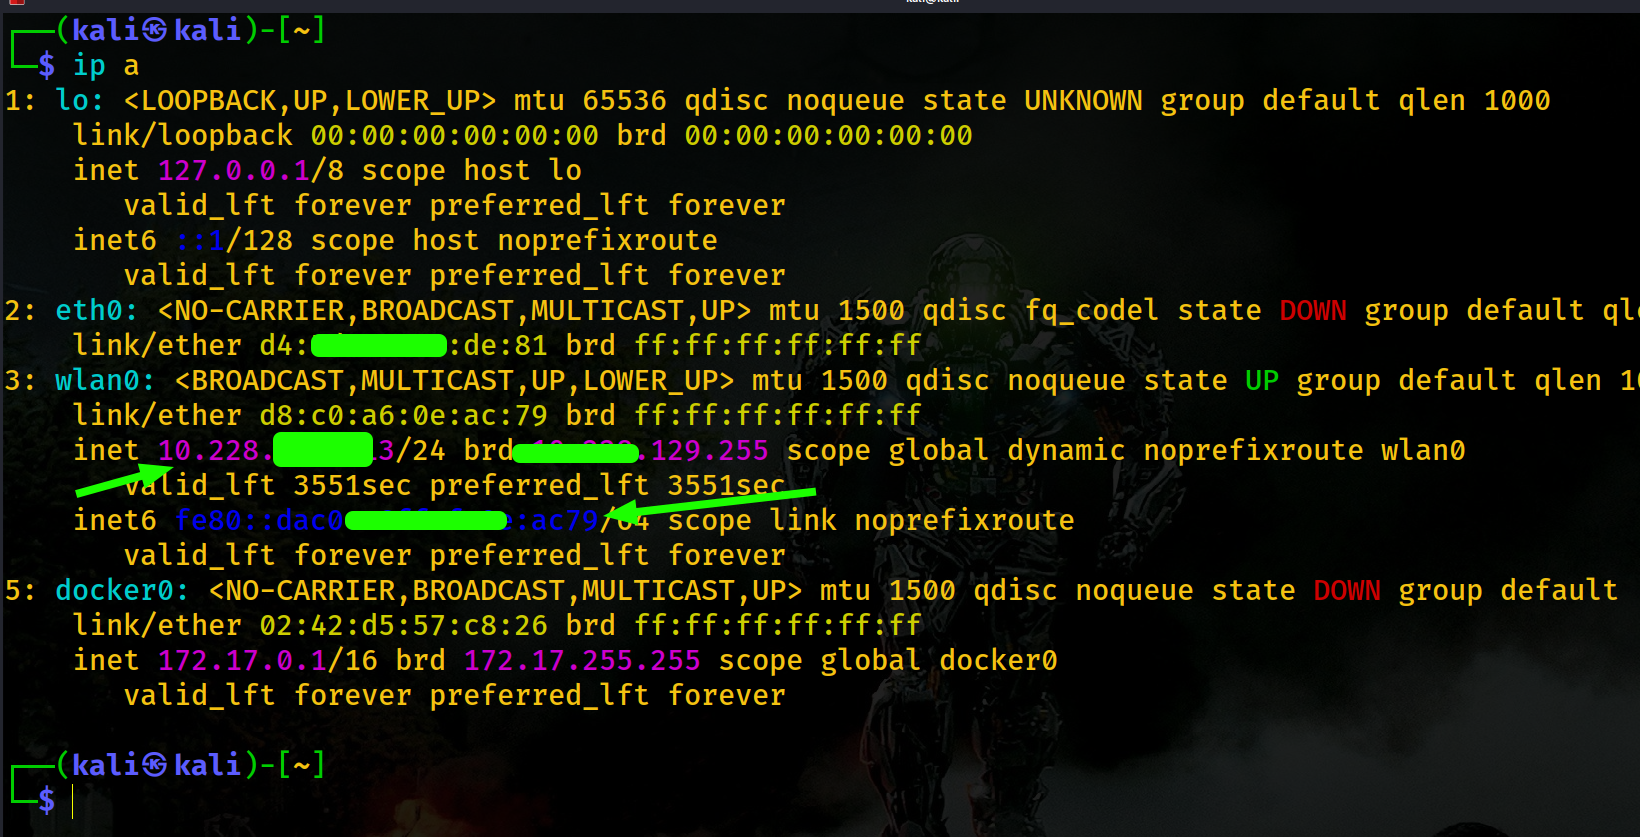 ┌──(kali㉿kali)-[~]
└─$ ip a
1: lo: <LOOPBACK,UP,LOWER_UP> mtu 65536 qdisc noqueue state UNKNOWN group default qlen 1000
link/loopback 00:00:00:00:00:00 brd 00:00:00:00:00:00
inet 127.0.0.1/8 scope host lo
valid_lft forever preferred_lft forever
inet6 ::1/128 scope host noprefixroute
valid_lft forever preferred_lft forever
2: eth0: <NO-CARRIER,BROADCAST,MULTICAST,UP> mtu 1500 qdisc fq_codel state DOWN group default
link/ether d4: :de:81 brd ff:ff:ff:ff:ff:ff
3: wlan0: <BROADCAST,MULTICAST,UP,LOWER_UP> mtu 1500 qdisc noqueue state UP group default qlen
link/ether d8:c0:a6:0e:ac:79 brd ff:ff:ff:ff:ff:ff
inet 10.228. 3/24 brd .129.255 scope global dynamic noprefixroute wlan0
valid_lft 3551sec preferred_lft 3551sec
inet6 fe80::dac0 :ac79/64 scope link noprefixroute
valid_lft forever preferred_lft forever
5: docker0: <NO-CARRIER,BROADCAST,MULTICAST,UP> mtu 1500 qdisc noqueue state DOWN group default
link/ether 02:42:d5:57:c8:26 brd ff:ff:ff:ff:ff:ff
inet 172.17.0.1/16 brd 172.17.255.255 scope global docker0
valid_lft forever preferred_lft forever
┌──(kali㉿kali)-[~]
└─$